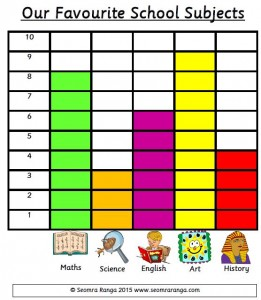 Our Favourite School Subjects
10
9
8
7
6
5
4
3
2
1
Maths
Science
English
Art
History
© Seomra Ranga 2015 www.seomraranga.com